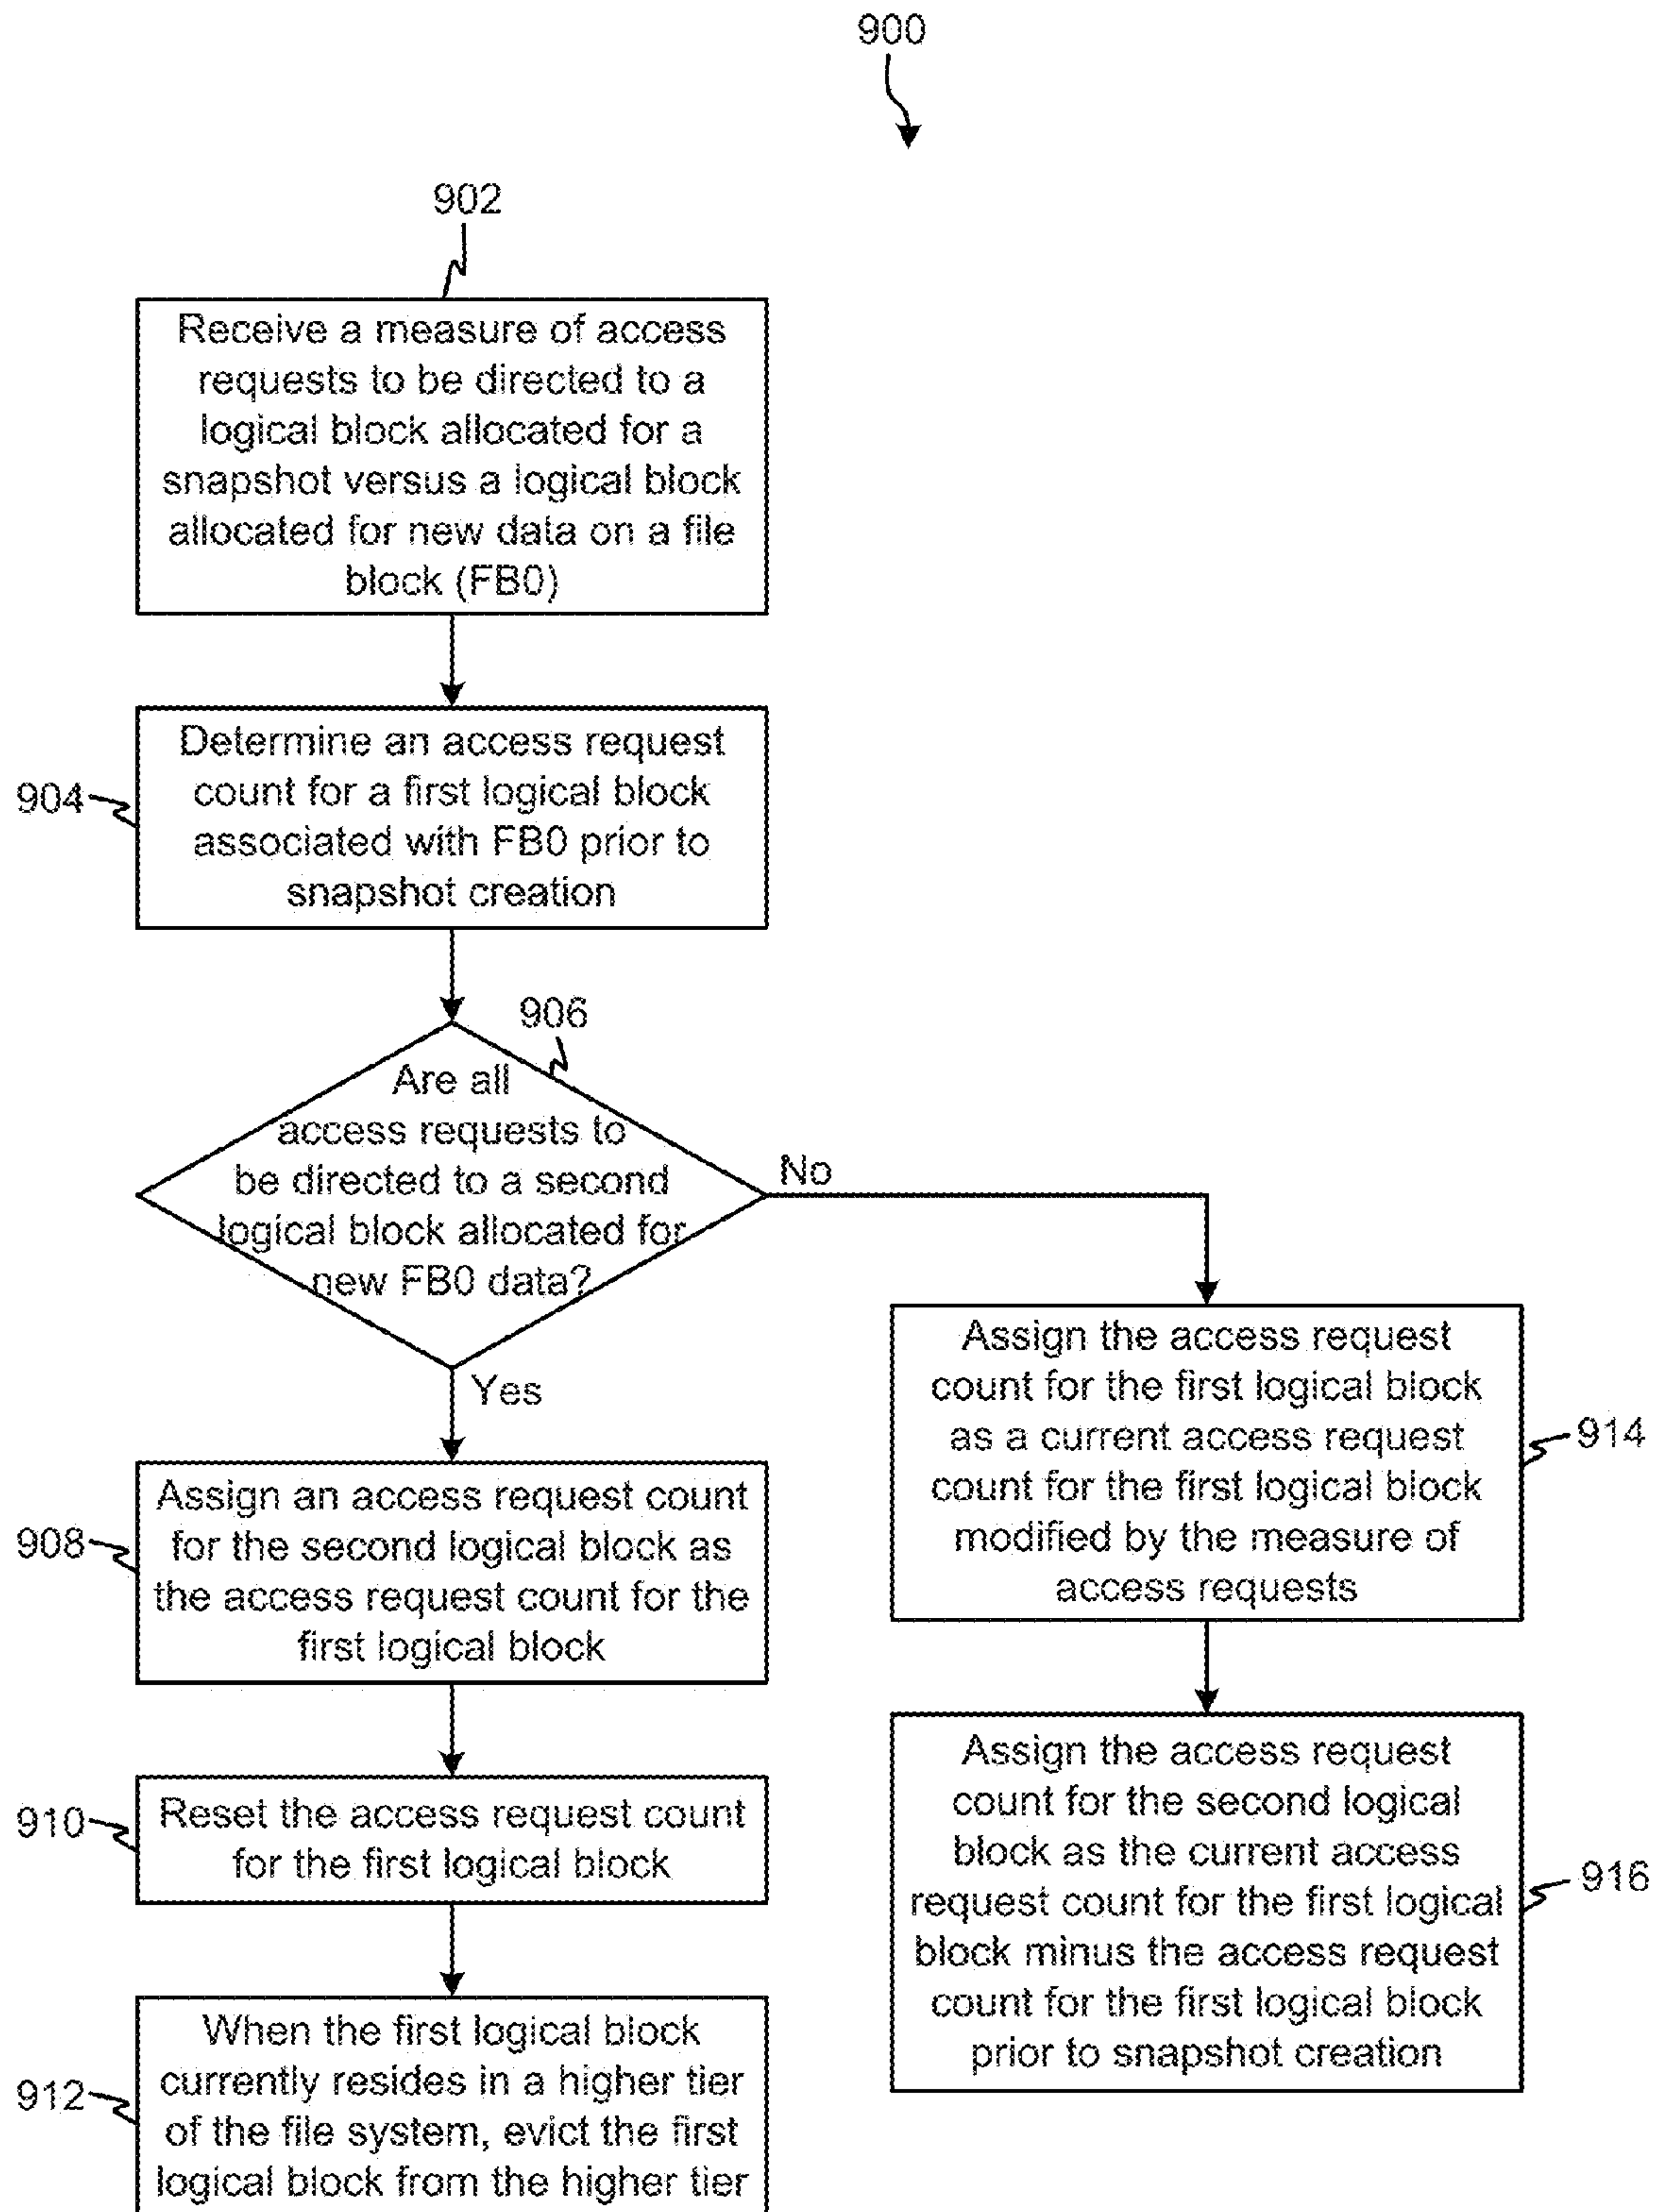 900
902
Receive a measure of access
requests to be directed to a
logical block allocated for a
snapshot versus a logical block
allocated for new data on a file
block (FB0)
904
Determine an access request
count for a first logical block
associated with FB0 prior to
snapshot creation
906
Are all
access requests to
be directed to a second
logical block allocated for
new FB0 data?
No
Yes
908
Assign an access request count
for the second logical block as
the access request count for the
first logical block
910
Reset the access request count
for the first logical block
912
When the first logical block
currently resides in a higher tier
of the file system, evict the first
logical block from the higher tier
Assign the access request
count for the first logical block
as a current access request
count for the first logical block
modified by the measure of
access requests
914
Assign the access request
count for the second logical
block as the current access
request count for the first logical
block minus the access request
count for the first logical block
prior to snapshot creation
916